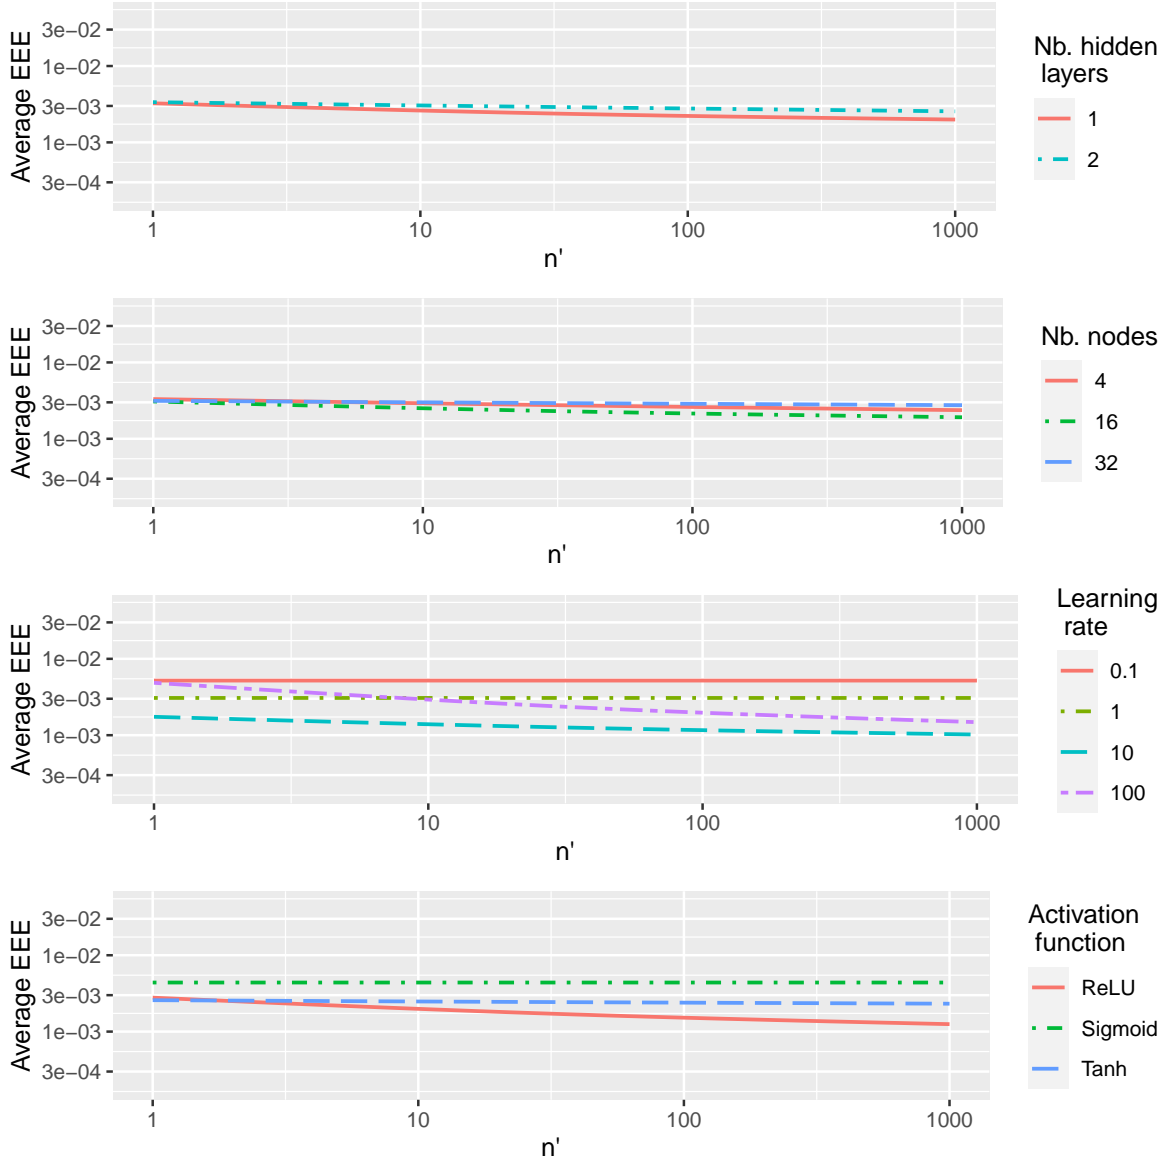 Average EEE
3e−02
1e−02
3e−03
1e−03
3e−04
1
10
100
1000
n'
Nb. hidden
layers
1
2
Average EEE
3e−02
1e−02
3e−03
1e−03
3e−04
1
10
100
1000
n'
Nb. nodes
4
16
32
Average EEE
3e−02
1e−02
3e−03
1e−03
3e−04
1
10
100
1000
n'
Learning
rate
0.1
1
10
100
Average EEE
3e−02
1e−02
3e−03
1e−03
3e−04
1
10
100
1000
n'
Activation
function
ReLU
Sigmoid
Tanh